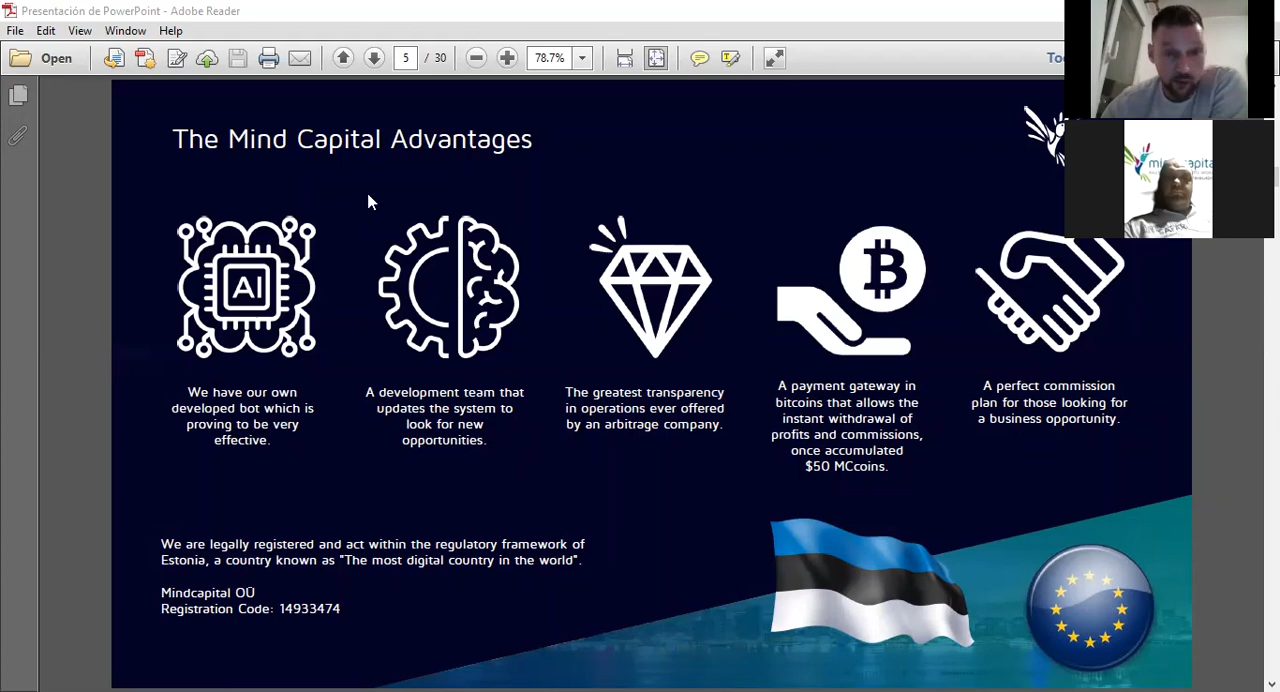 Presentación de PowerPoint - Adobe Reader
File Edit View Window Help
Open
5 / 30
78.7%
The Mind Capital Advantages
AI
We have our own
developed bot which is
proving to be very
effective.
A development team that
updates the system to
look for new
opportunities.
The greatest transparency
in operations ever offered
by an arbitrage company.
A payment gateway in
bitcoins that allows the
instant withdrawal of
profits and commissions,
once accumulated
$50 MCcoins.
A perfect commission
plan for those looking for
a business opportunity.
We are legally registered and act within the regulatory framework of
Estonia, a country known as "The most digital country in the world".
Mindcapital OÜ
Registration Code: 14933474